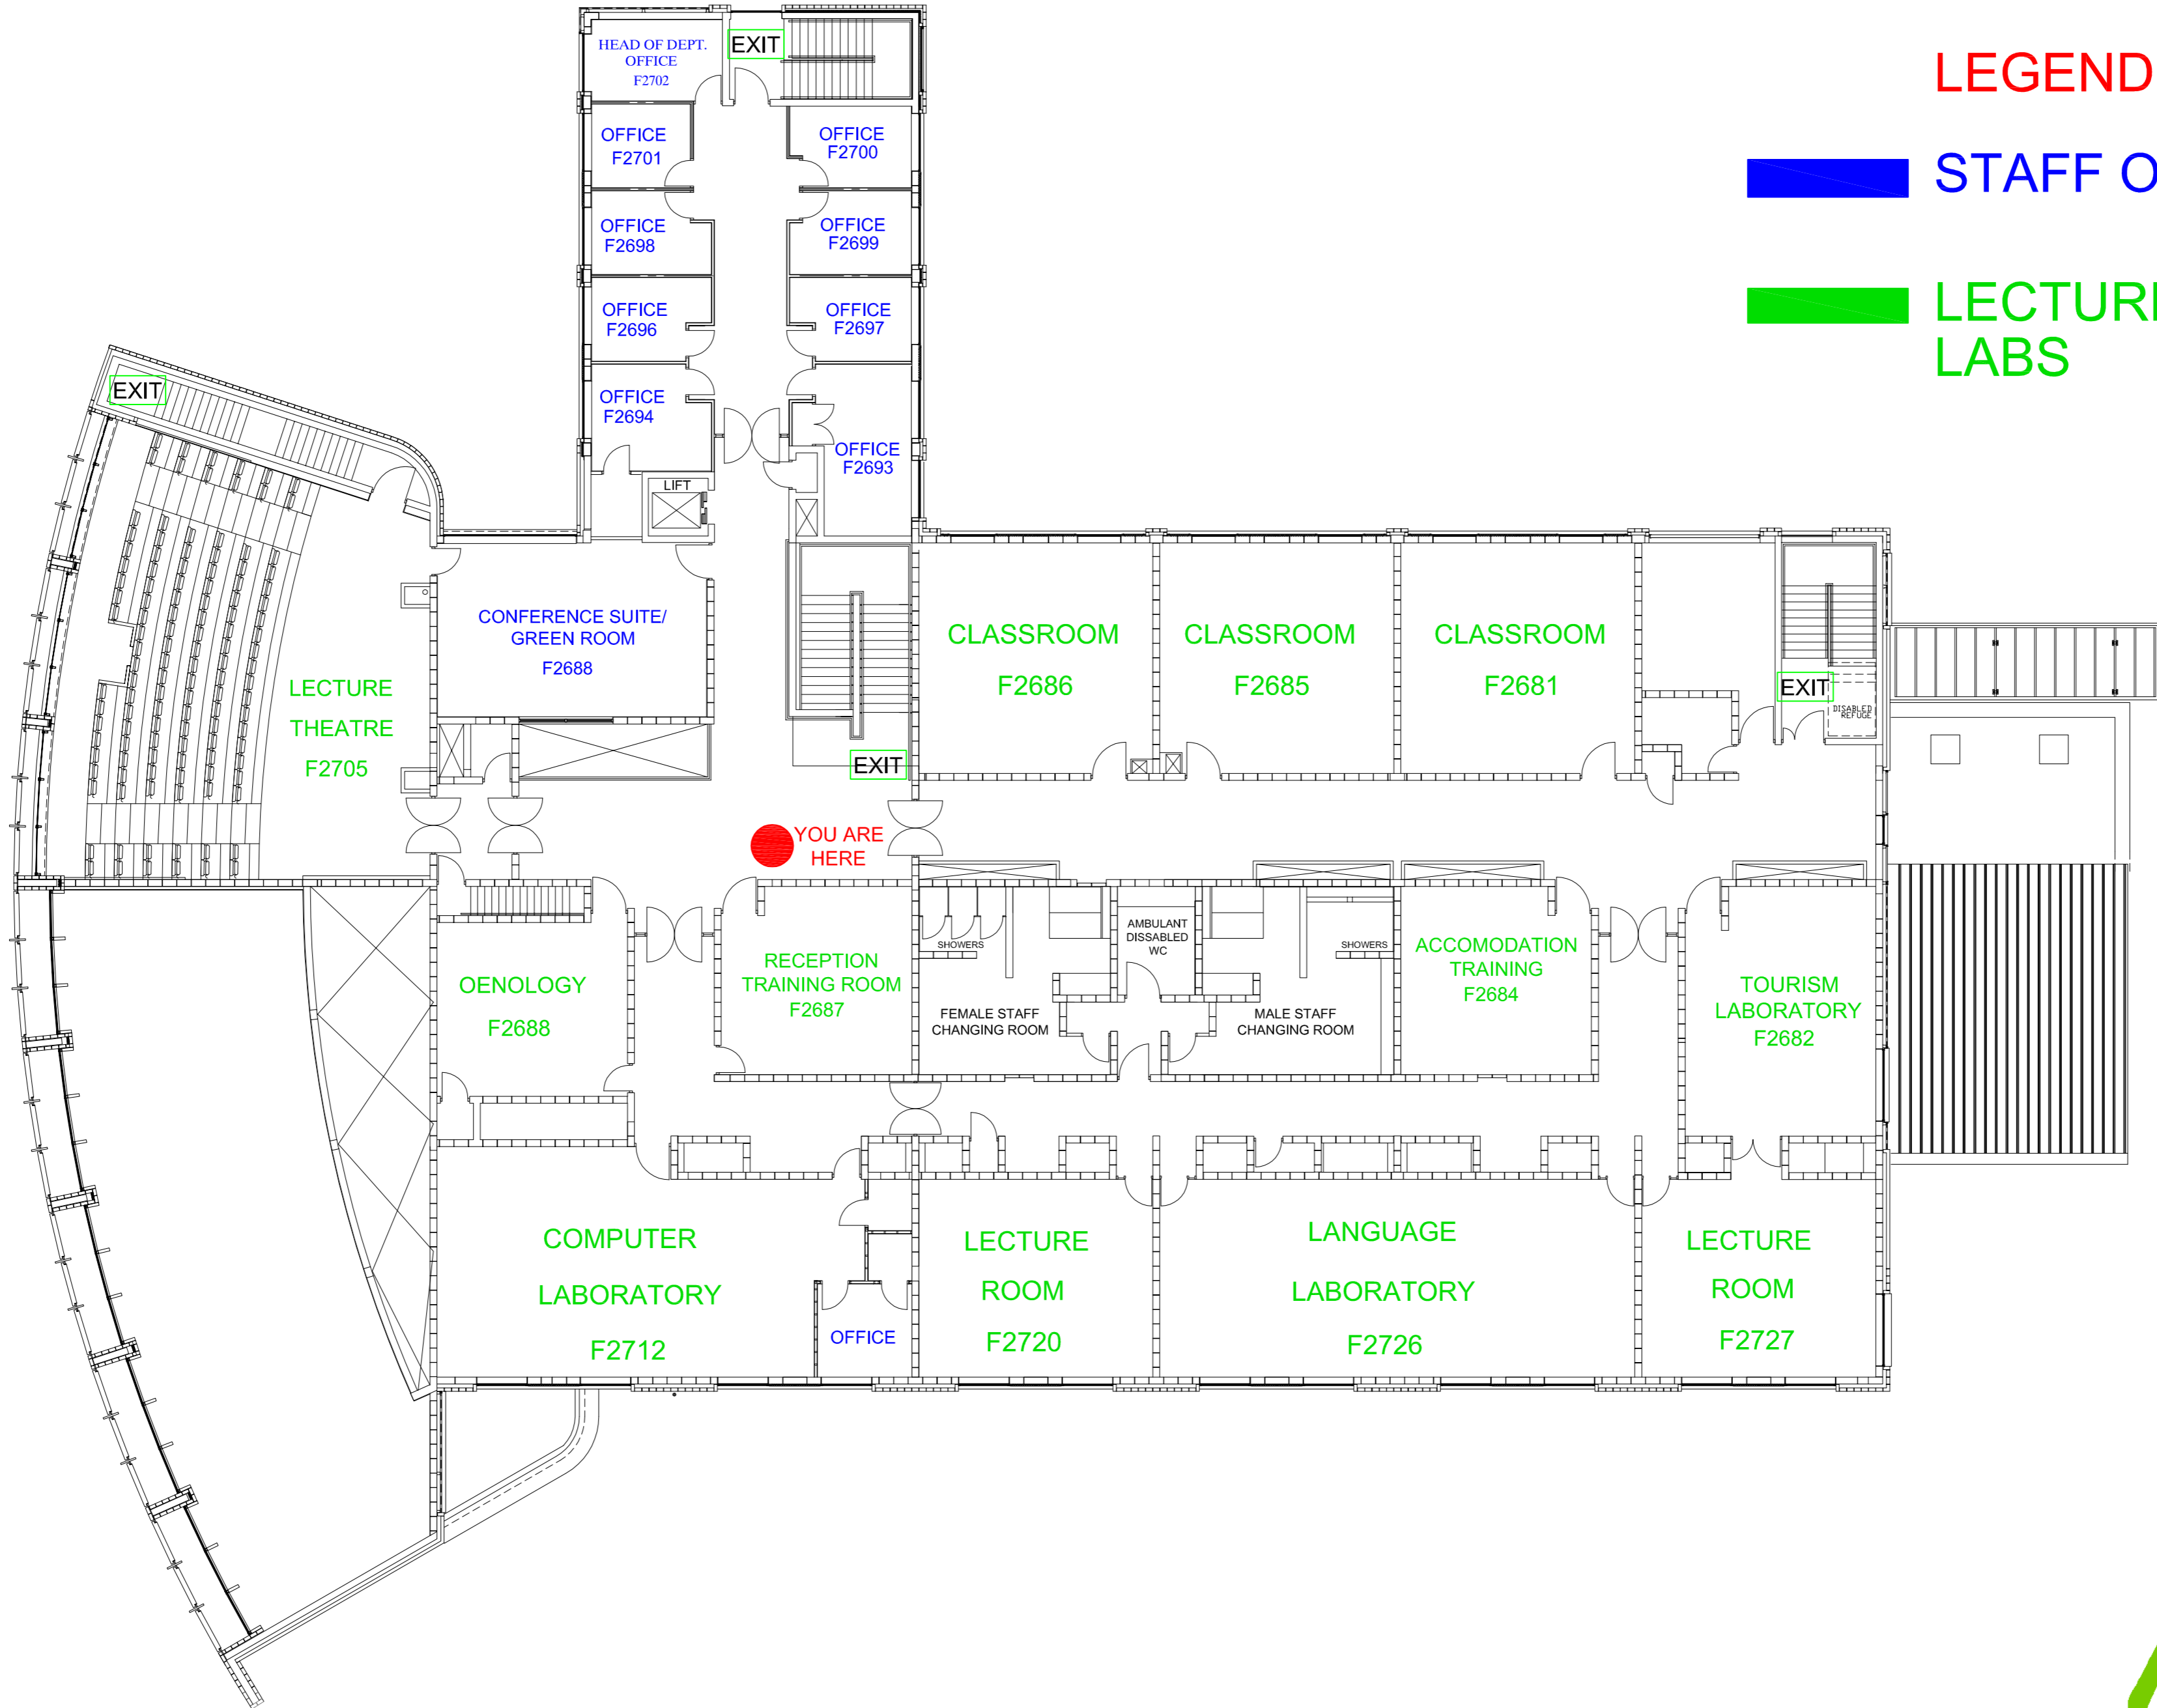 HEAD OF DEPT.
OFFICE
F2702
EXIT
LEGEND
OFFICE
F2701
OFFICE
F2700
STAFF O
OFFICE
F2698
OFFICE
F2699
OFFICE
F2696
OFFICE
F2697
LECTURE
LABS
EXIT
OFFICE
F2694
OFFICE
F2693
LIFT
CONFERENCE SUITE/
GREEN ROOM
F2688
CLASSROOM
F2686
CLASSROOM
F2685
CLASSROOM
F2681
EXIT
DISABLED
REFUGE
LECTURE
THEATRE
F2705
EXIT
YOU ARE
HERE
OENOLOGY
F2688
RECEPTION
TRAINING ROOM
F2687
SHOWERS
FEMALE STAFF
CHANGING ROOM
AMBULANT
DISSABLED
WC
SHOWERS
MALE STAFF
CHANGING ROOM
ACCOMODATION
TRAINING
F2684
TOURISM
LABORATORY
F2682
COMPUTER
LABORATORY
F2712
OFFICE
LECTURE
ROOM
F2720
LANGUAGE
LABORATORY
F2726
LECTURE
ROOM
F2727